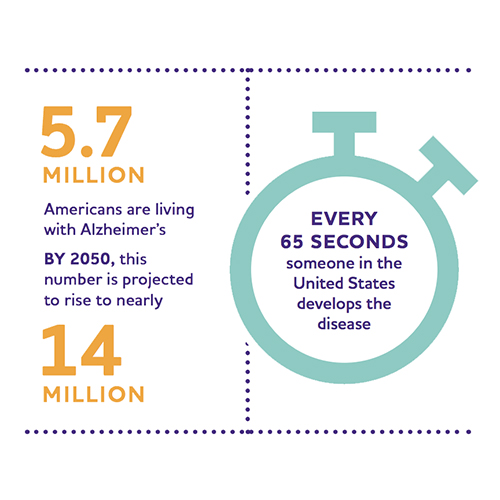 5.7
MILLION
Americans are living
with Alzheimer's
BY 2050, this
number is projected
to rise to nearly
14
MILLION
EVERY
65 SECONDS
someone in the
United States
develops the
disease